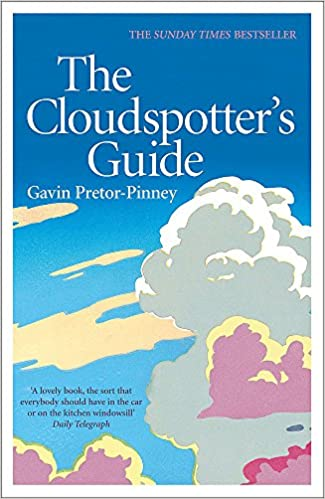 THE SUNDAY TIMES BESTSELLER
The
Cloudspotter's
Guide
Gavin Pretor-Pinney
'A lovely book, the sort that
everybody should have in the car
or on the kitchen windowsill'
Daily Telegraph